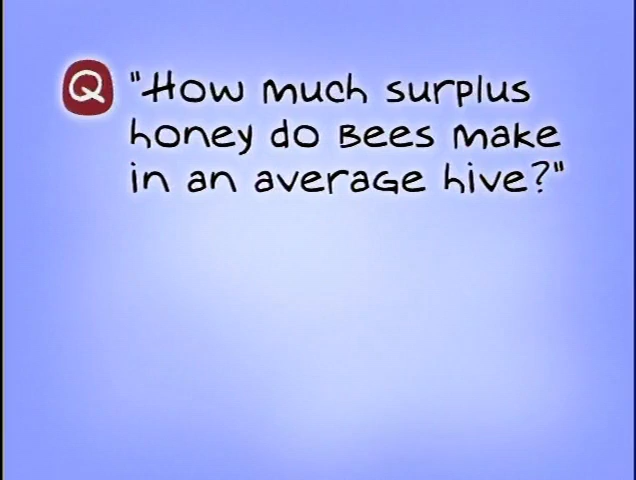 Q "How much surplus
honey do Bees make
in an average hive?"